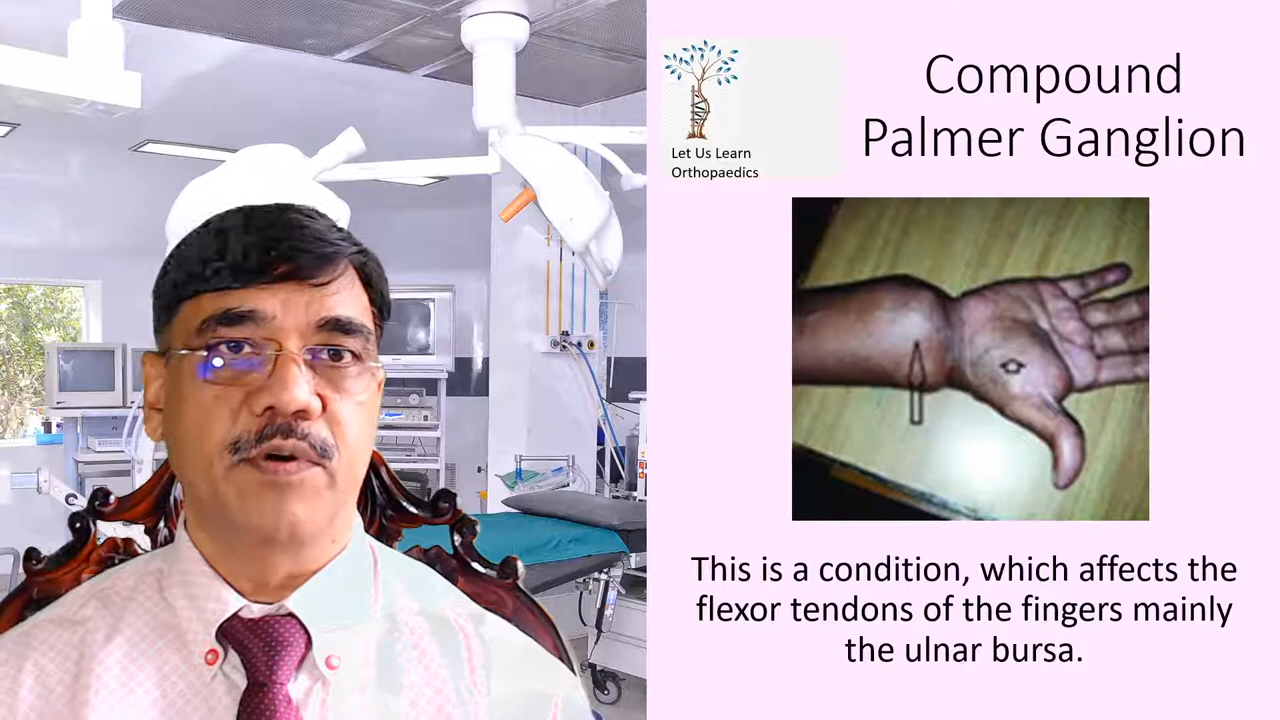 Let Us Learn
Orthopaedics
Compound
Palmer Ganglion
This is a condition, which affects the
flexor tendons of the fingers mainly
the ulnar bursa.